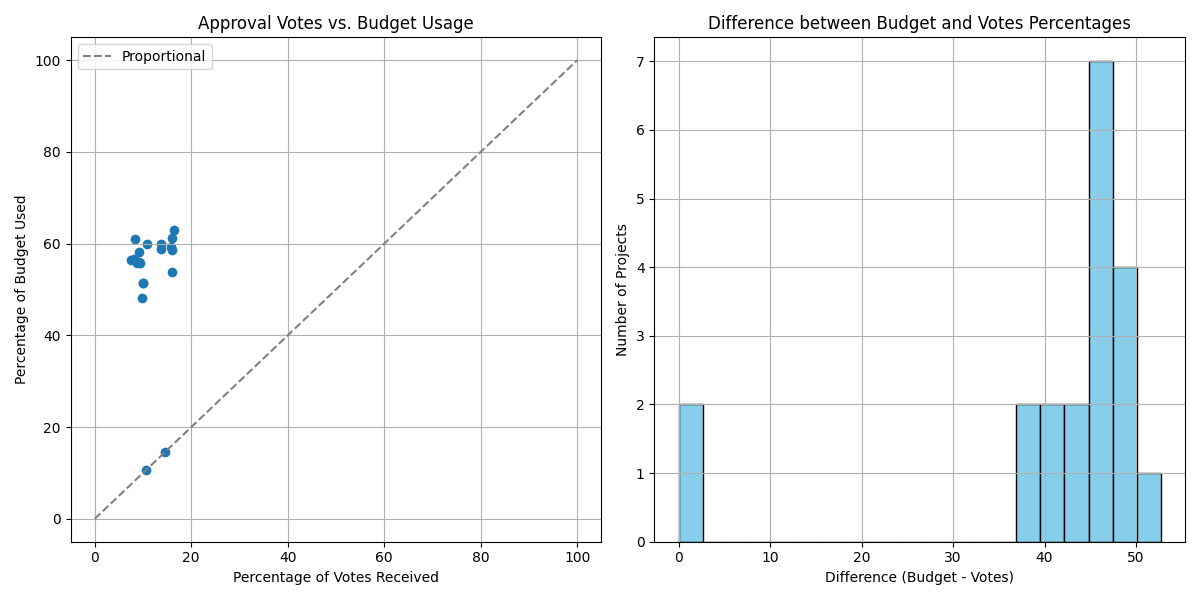 Approval Votes vs. Budget Usage
Proportional
100
80
60
40
20
0
0 20 40 60 80 100
Percentage of Budget Used
Percentage of Votes Received
Difference between Budget and Votes Percentages
7
6
5
4
3
2
1
0
0 10 20 30 40 50
Number of Projects
Difference (Budget - Votes)